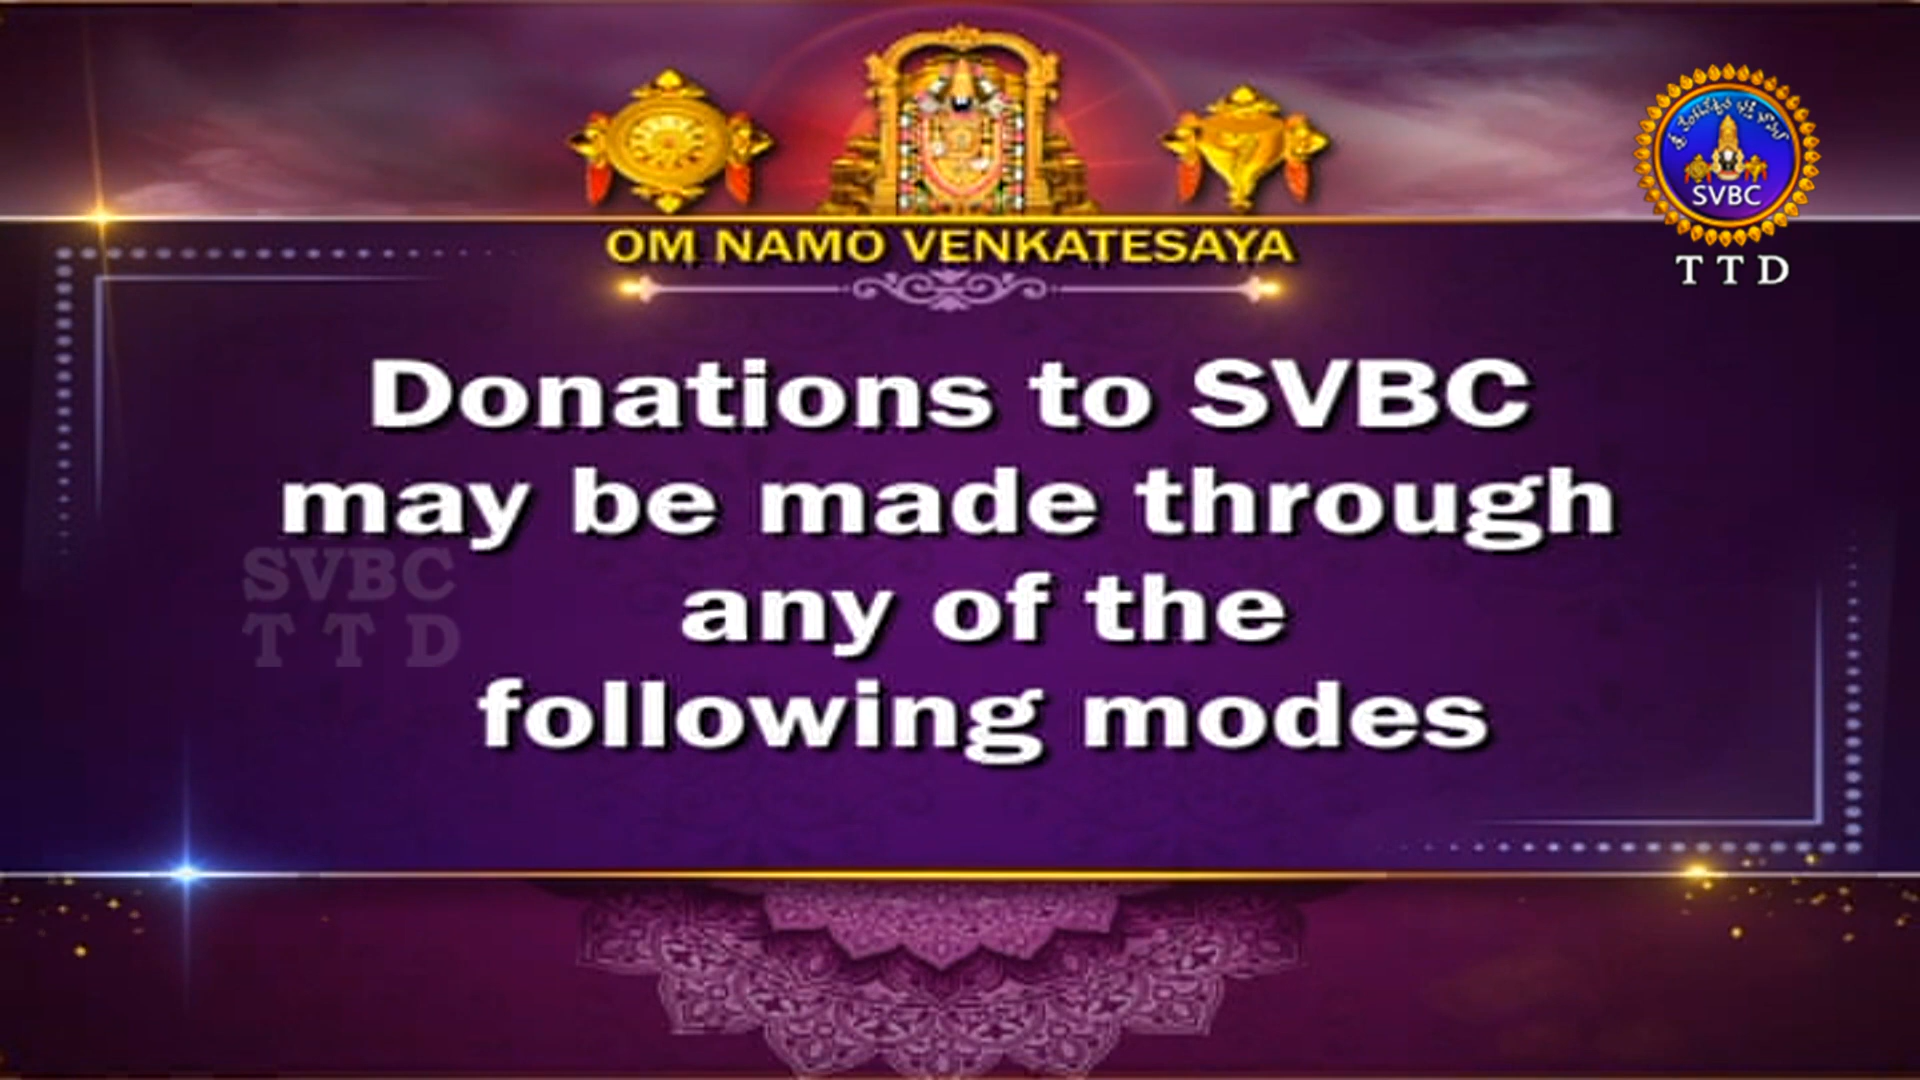 OM NAMO VENKATESAYA
SVBC
T T D
Donations to SVBC
may be made through
any of the
following modes
SVBC
T T D